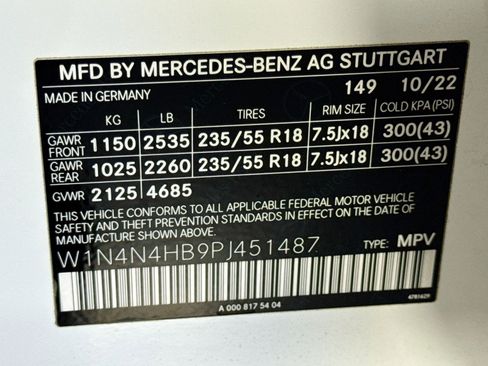 MFD BY MERCEDES-BENZ AG STUTTGART
MADE IN GERMANY 149 10/22
KG LB TIRES RIM SIZE COLD KPA (PSI)
GAWR FRONT 1150 2535 235/55 R18 7.5Jx18 300(43)
GAWR REAR 1025 2260 235/55 R18 7.5Jx18 300(43)
GVWR 2125 4685
THIS VEHICLE CONFORMS TO ALL APPLICABLE FEDERAL MOTOR VEHICLE
SAFETY AND THEFT PREVENTION STANDARDS IN EFFECT ON THE DATE
OF MANUFACTURE SHOWN ABOVE.
W1N4N4HB9PJ451487 TYPE: MPV
A 000 817 54 04